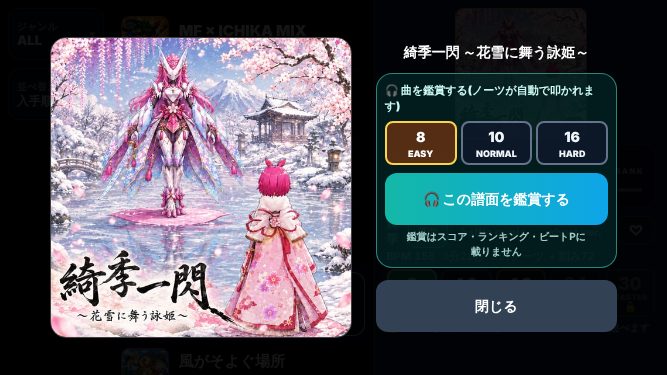 ジャンル
ALL
MF × ICHIKA MIX
綺季一閃 ～花雪に舞う詠姫～
🎧 曲を鑑賞する(ノーツが自動で叩かれま
す)
8
EASY
10
NORMAL
16
HARD
🎧 この譜面を鑑賞する
鑑賞はスコア・ランキング・ビートPに
載りません
閉じる
綺季一閃
～花雪に舞う詠姫～
30
風がそよぐ場所